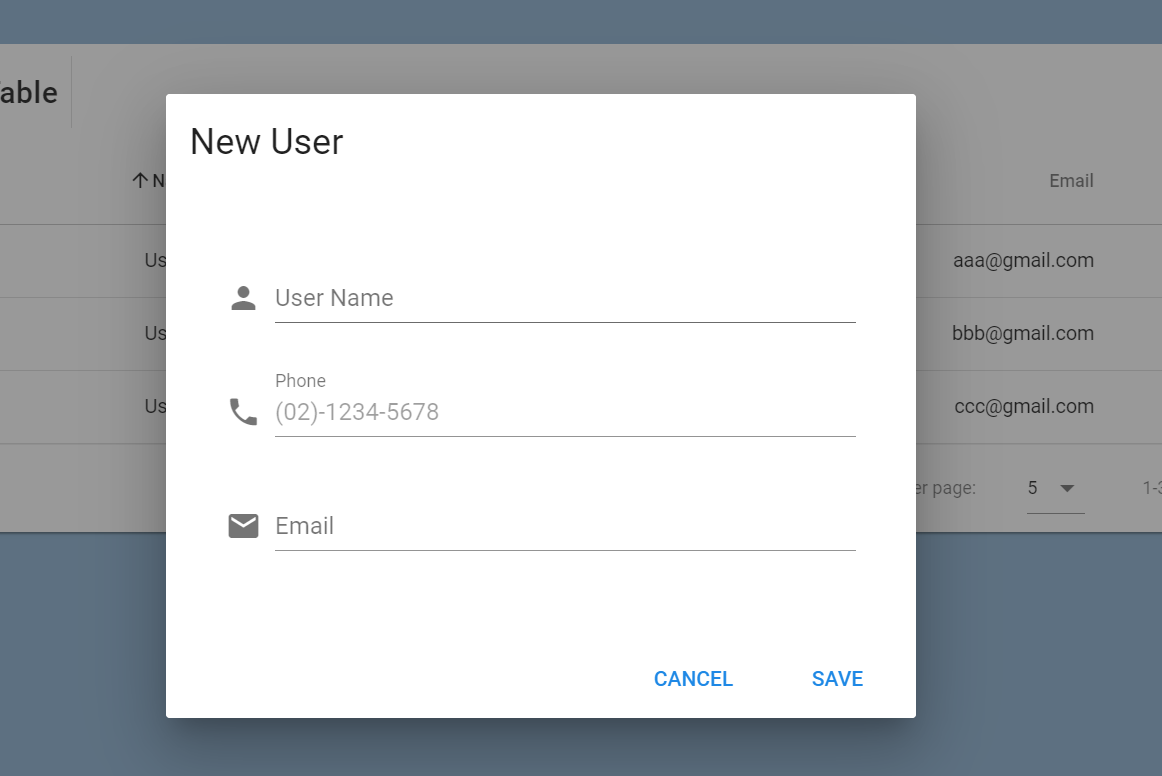 able
New User
N
Email
Us
aaa@gmail.com
User Name
Us
bbb@gmail.com
Phone
(02)-1234-5678
Us
ccc@gmail.com
er page:
5
1-3
Email
CANCEL
SAVE